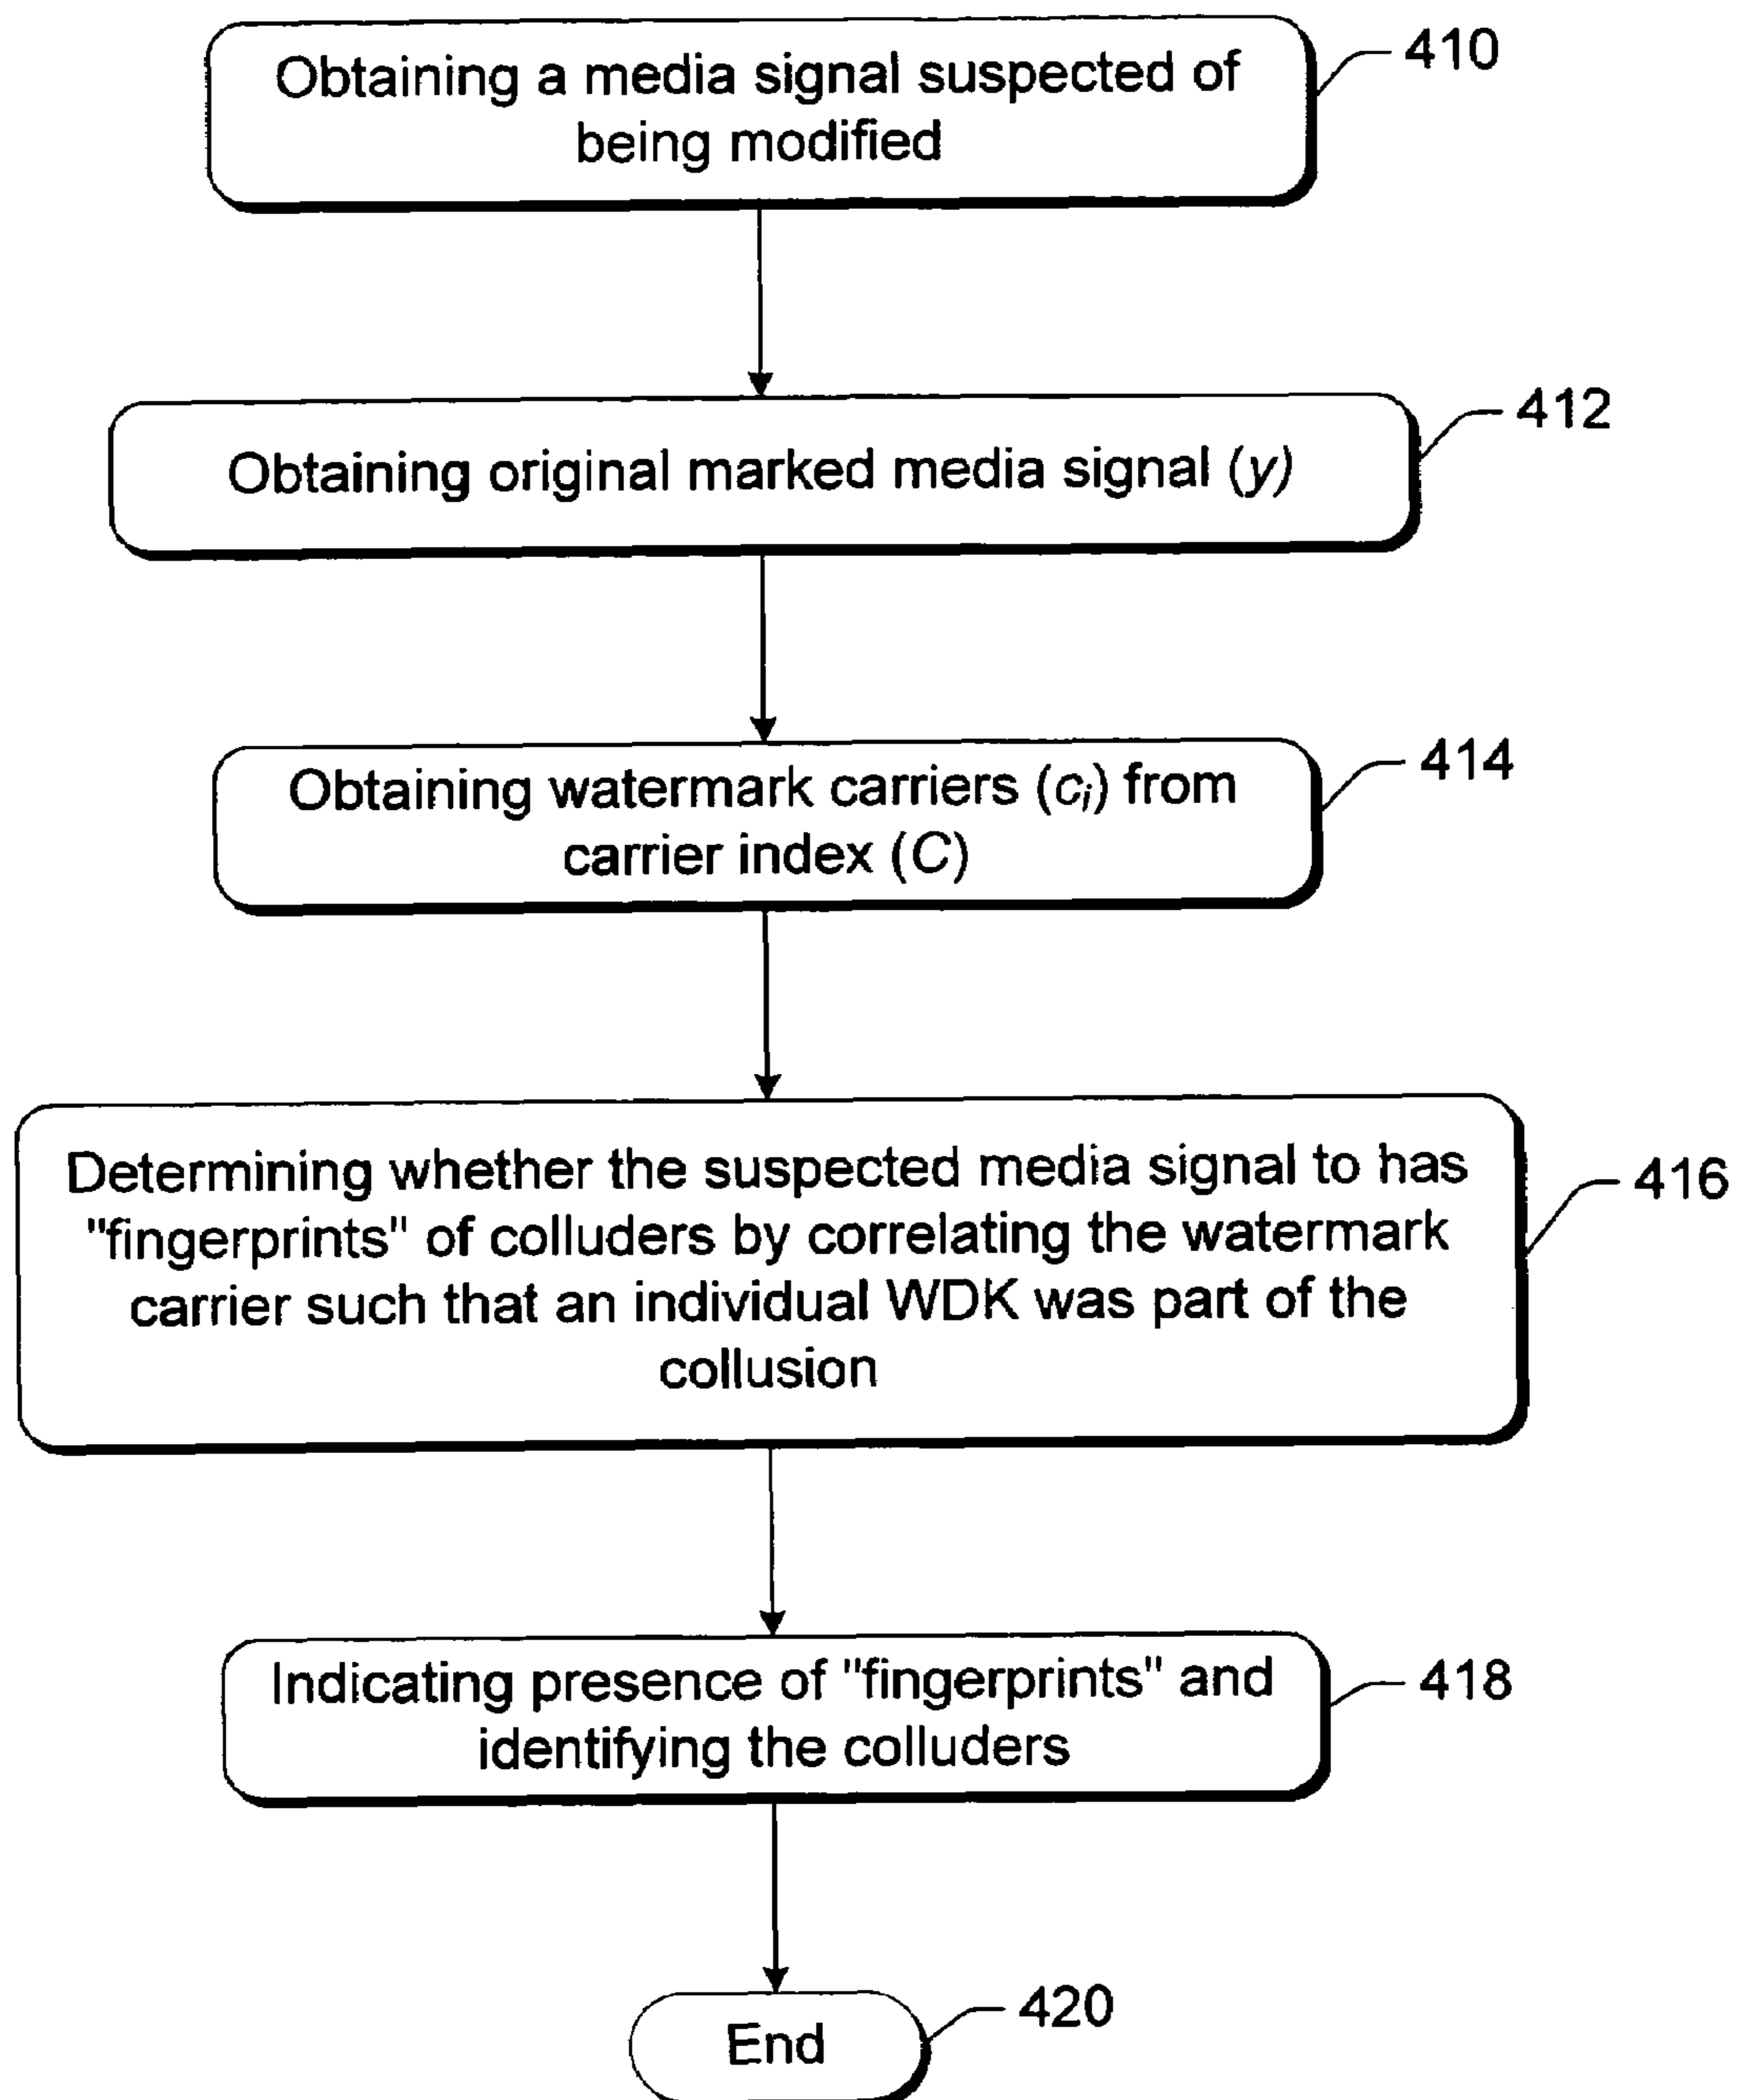 Obtaining a media signal suspected of
being modified
410
Obtaining original marked media signal (y)
412
Obtaining watermark carriers (ci) from
carrier index (C)
414
Determining whether the suspected media signal to has
"fingerprints" of colluders by correlating the watermark
carrier such that an individual WDK was part of the
collusion
416
Indicating presence of "fingerprints" and
identifying the colluders
418
End
420